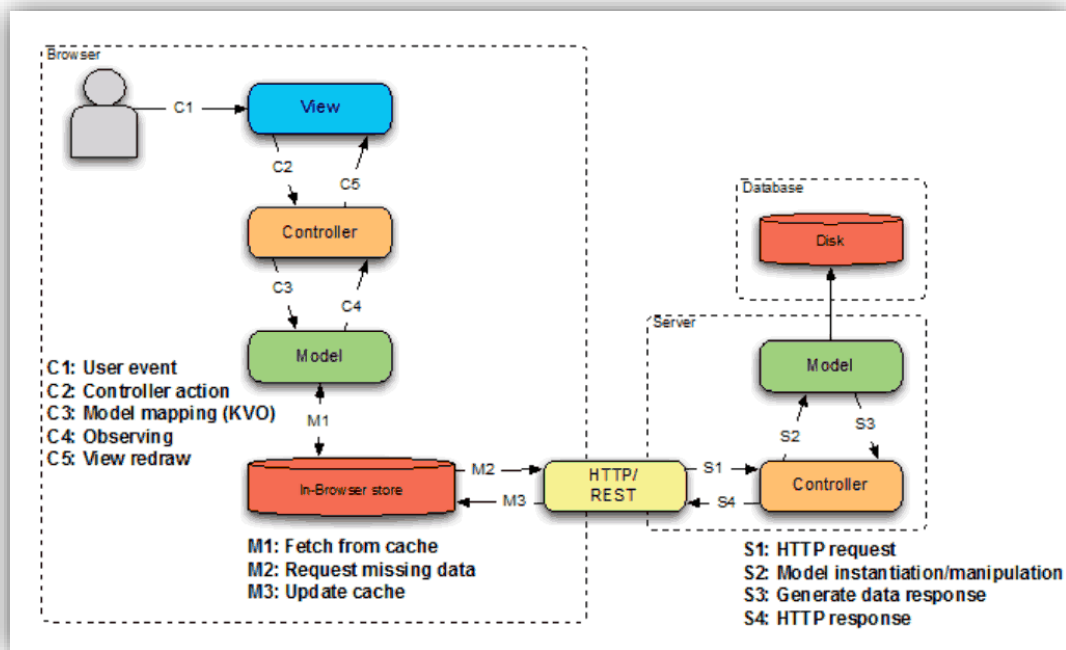 Browser
C1
View
C2
C5
Controller
C3
C4
Model
C1: User event
C2: Controller action
C3: Model mapping (KVO)
C4: Observing
C5: View redraw
M1
In-Browser store
M2
M3
HTTP/
REST
M1: Fetch from cache
M2: Request missing data
M3: Update cache
Database
Disk
Server
Model
S2
S3
S1
S4
Controller
S1: HTTP request
S2: Model instantiation/manipulation
S3: Generate data response
S4: HTTP response